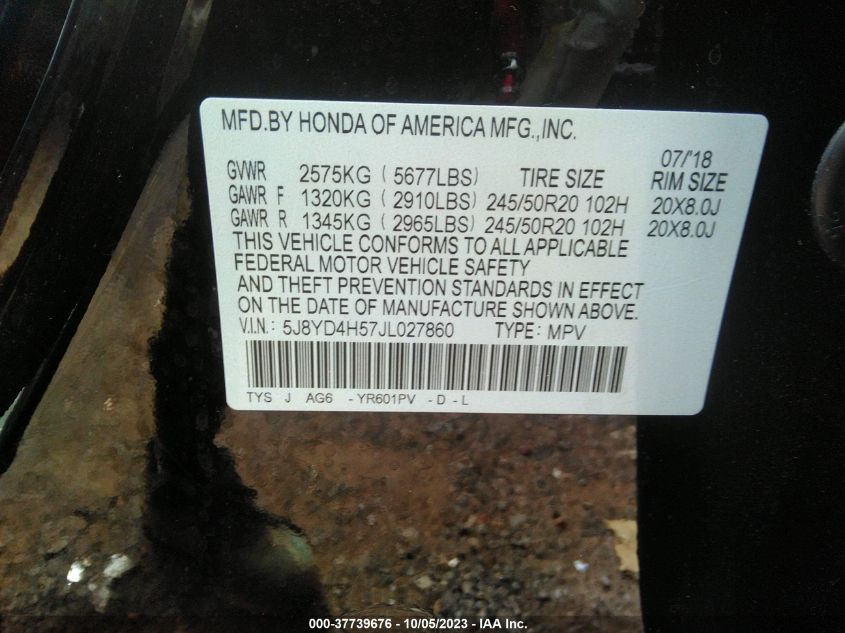 MFD.BY HONDA OF AMERICA MFG.,INC.
07/'18
GVWR 2575KG ( 5677LBS) TIRE SIZE RIM SIZE
GAWR F 1320KG ( 2910LBS) 245/50R20 102H 20X8.0J
GAWR R 1345KG ( 2965LBS) 245/50R20 102H 20X8.0J
THIS VEHICLE CONFORMS TO ALL APPLICABLE
FEDERAL MOTOR VEHICLE SAFETY
AND THEFT PREVENTION STANDARDS IN EFFECT
ON THE DATE OF MANUFACTURE SHOWN ABOVE.
V.I.N.: 5J8YD4H57JL027860 TYPE: MPV
TYS J AG6 - YR601PV - D - L
000-37739676 - 10/05/2023 - IAA Inc.